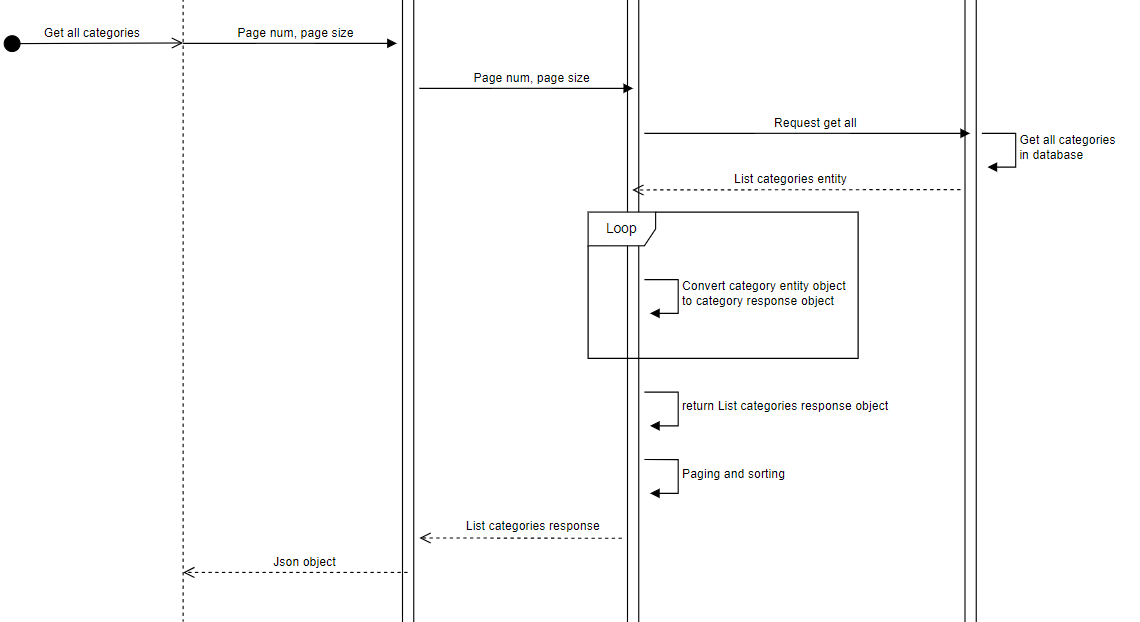 Get all categories
Page num, page size
Page num, page size
Request get all
Get all categories
in database
List categories entity
Loop
Convert category entity object
to category response object
return List categories response object
Paging and sorting
List categories response
Json object